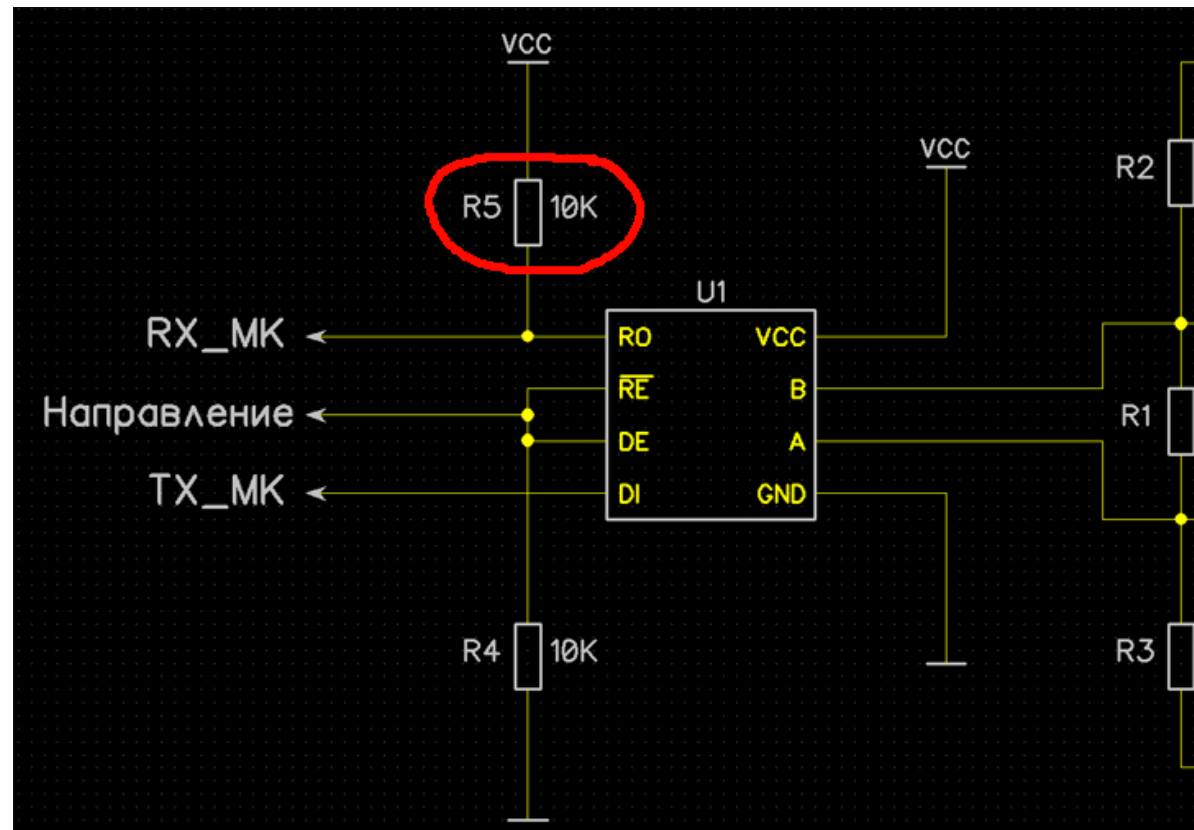 VCC
VCC
R2
R5 10K
U1
RX_MK
RO VCC
RE B
Направление
R1
DE A
TX_MK
DI GND
R4 10K
R3